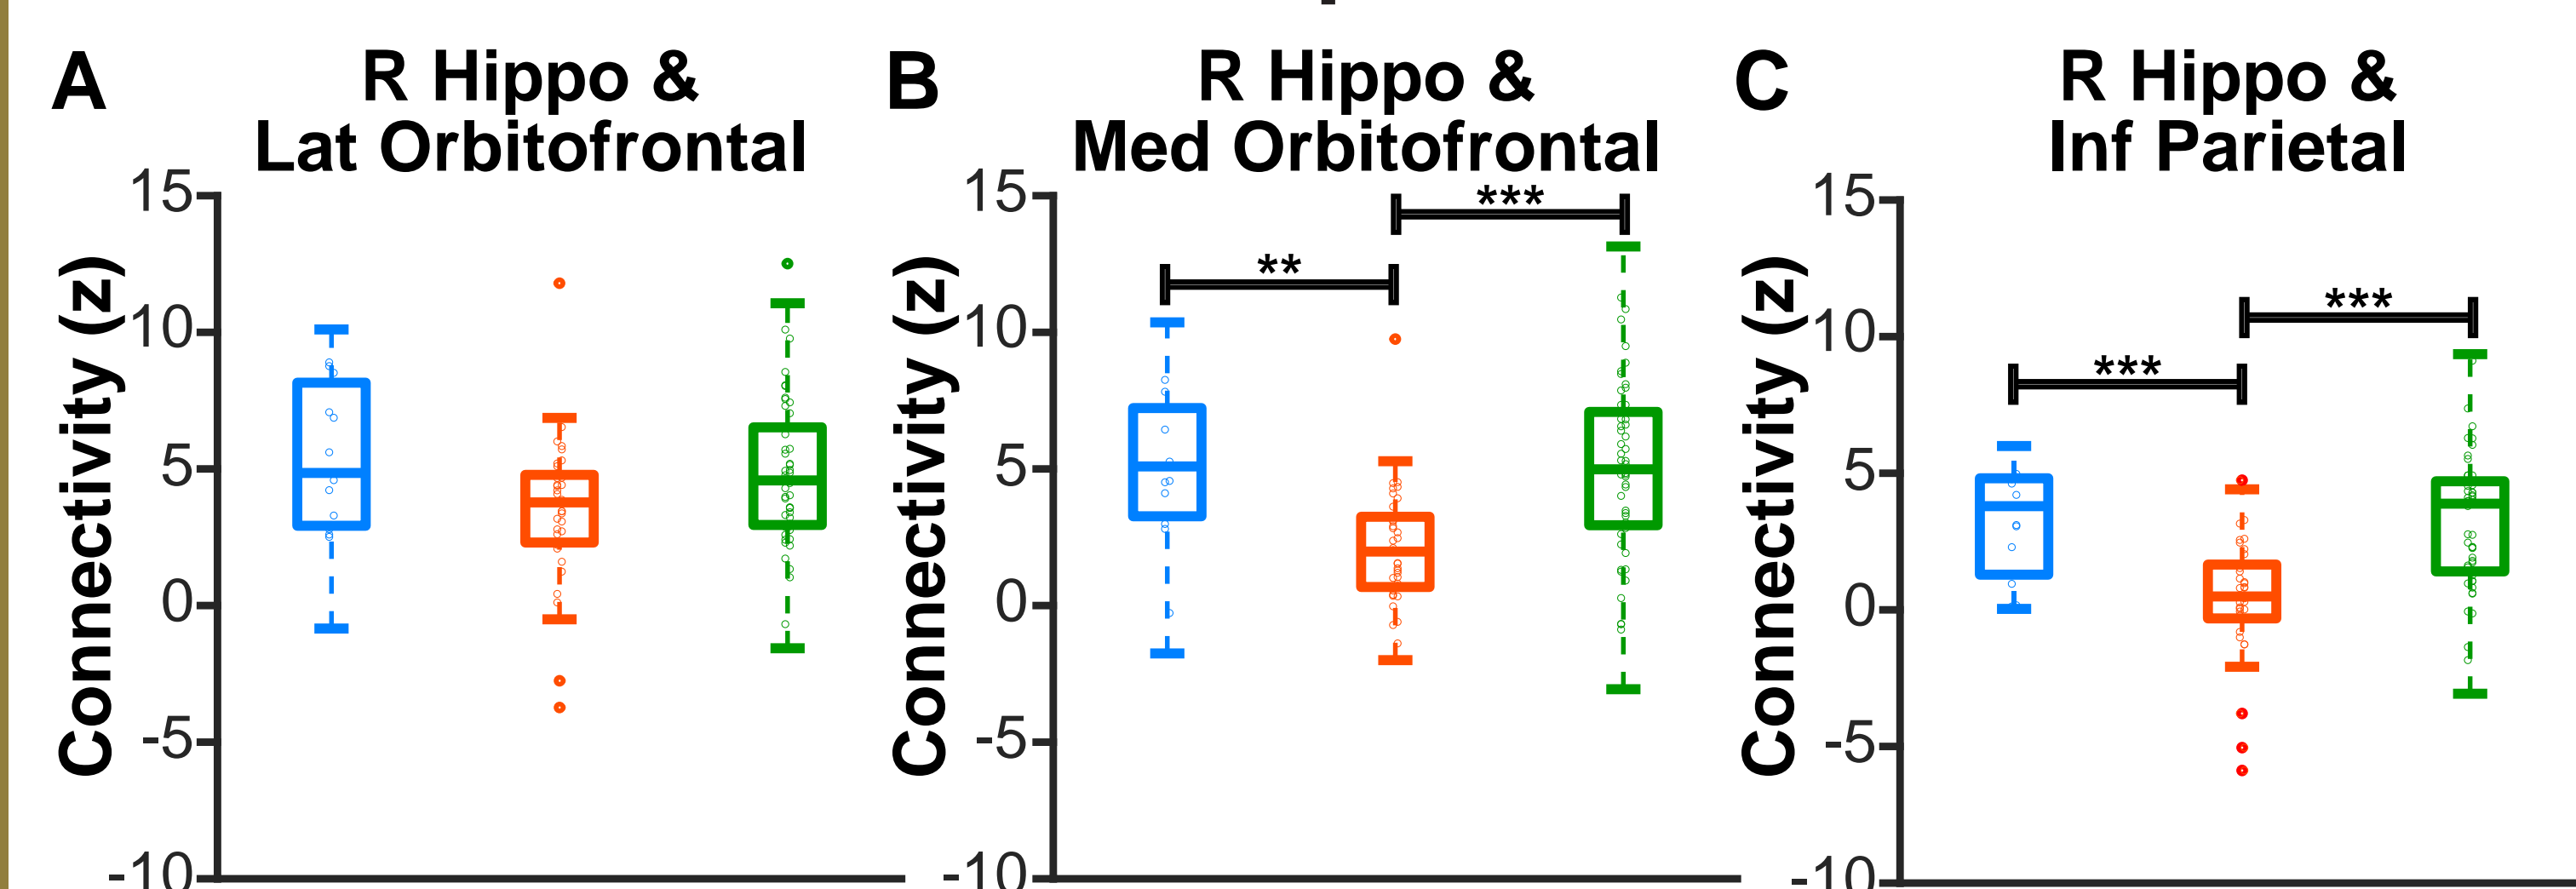 A
R Hippo &
Lat Orbitofrontal
Connectivity (z)
15
10
5
0
-5
-10
B
R Hippo &
Med Orbitofrontal
Connectivity (z)
15
10
5
0
-5
-10
**
***
C
R Hippo &
Inf Parietal
Connectivity (z)
15
10
5
0
-5
-10
***
***